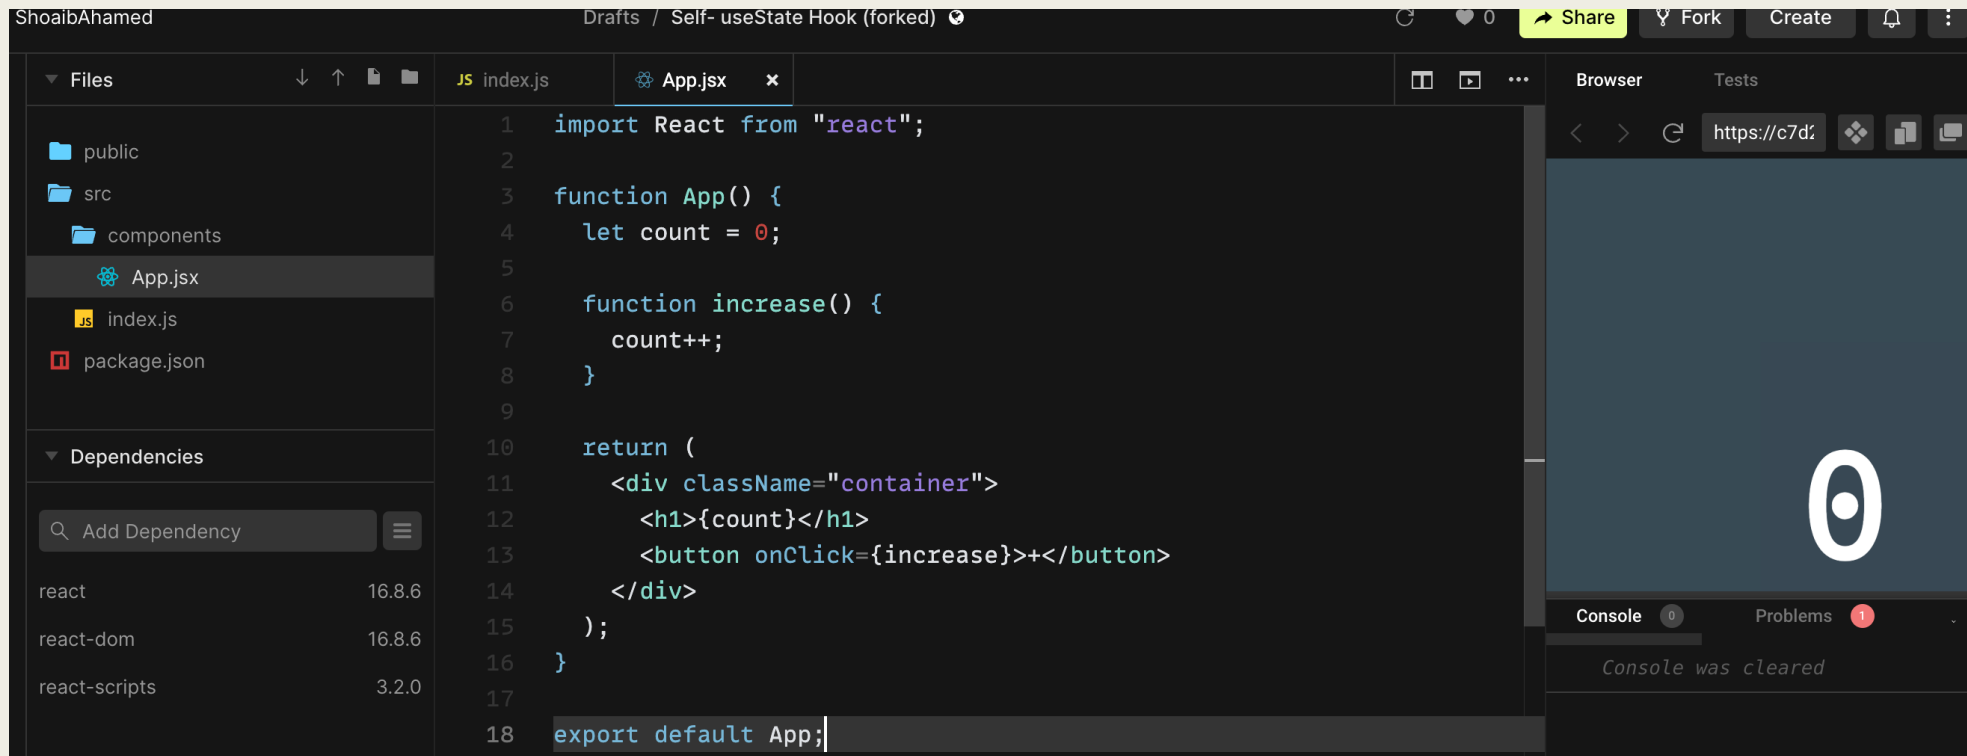 ShoaibAhamed
Drafts / Self- useState Hook (forked)
0
Share
Fork
Create
Files
public
src
components
App.jsx
index.js
package.json
Dependencies
Add Dependency
react 16.8.6
react-dom 16.8.6
react-scripts 3.2.0
JS index.js
App.jsx
1 import React from "react";
2
3 function App() {
4 let count = 0;
5
6 function increase() {
7 count++;
8 }
9
10 return (
11 <div className="container">
12 <h1>{count}</h1>
13 <button onClick={increase}>+</button>
14 </div>
15 );
16 }
17
18 export default App;
Browser Tests
https://c7d2
0
Console 0 Problems 1
Console was cleared